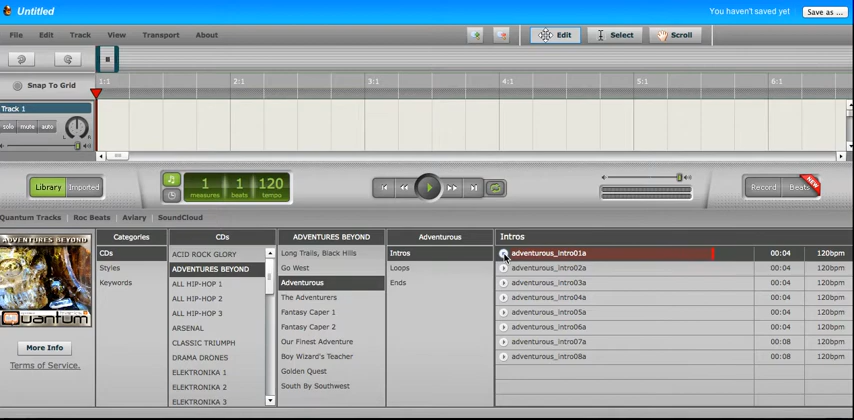 Untitled
You haven't saved yet
Save as ...
File Edit Track View Transport About
Edit Select Scroll
Snap To Grid
1:1 2:1 3:1 4:1 5:1 6:1
Track 1
solo mute auto
L R
Library Imported
1 1 120
measures beats tempo
Record Beats NEW
Quantum Tracks Roc Beats Aviary SoundCloud
ADVENTURES BEYOND
Quantum
More Info
Terms of Service.
Categories
CDs
Styles
Keywords
CDs
ACID ROCK GLORY
ADVENTURES BEYOND
ALL HIP-HOP 1
ALL HIP-HOP 2
ALL HIP-HOP 3
ARSENAL
CLASSIC TRIUMPH
DRAMA DRONES
ELEKTRONIKA 1
ELEKTRONIKA 2
ELEKTRONIKA 3
ADVENTURES BEYOND
Long Trails, Black Hills
Go West
Adventurous
The Adventurers
Fantasy Caper 1
Fantasy Caper 2
Our Finest Adventure
Boy Wizard's Teacher
Golden Quest
South By Southwest
Adventurous
Intros
Loops
Ends
Intros
adventurous_intro01a 00:04 120bpm
adventurous_intro02a 00:04 120bpm
adventurous_intro03a 00:04 120bpm
adventurous_intro04a 00:04 120bpm
adventurous_intro05a 00:04 120bpm
adventurous_intro06a 00:04 120bpm
adventurous_intro07a 00:08 120bpm
adventurous_intro08a 00:08 120bpm